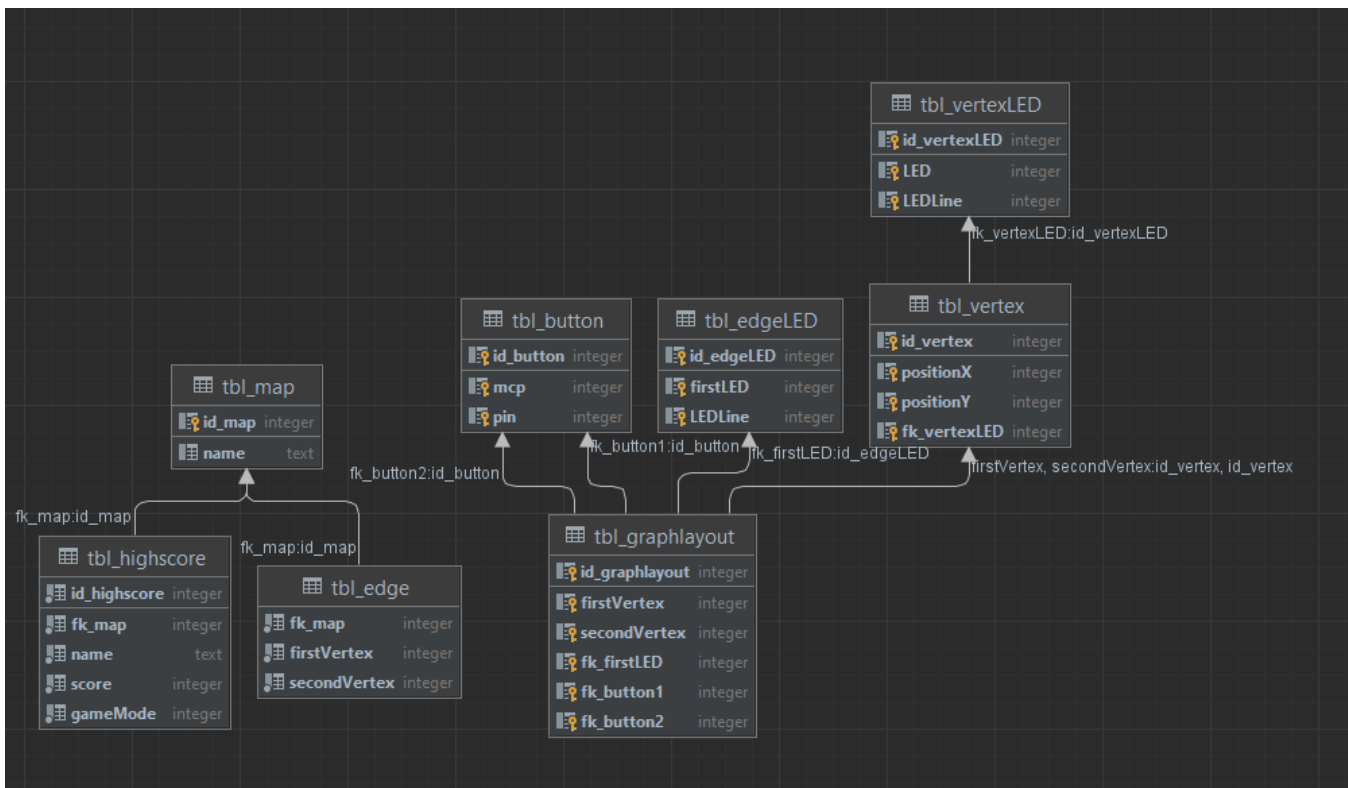 tbl_vertexLED
id_vertexLED integer
LED integer
LEDLine integer
fk_vertexLED:id_vertexLED
tbl_vertex
id_vertex integer
positionX integer
positionY integer
fk_vertexLED integer
tbl_button
id_button integer
mcp integer
pin integer
tbl_edgeLED
id_edgeLED integer
firstLED integer
LEDLine integer
tbl_map
id_map integer
name text
fk_button2:id_button
fk_button1:id_button
fk_firstLED:id_edgeLED
firstVertex, secondVertex:id_vertex, id_vertex
fk_map:id_map
fk_map:id_map
tbl_highscore
id_highscore integer
fk_map integer
name text
score integer
gameMode integer
tbl_edge
fk_map integer
firstVertex integer
secondVertex integer
tbl_graphlayout
id_graphlayout integer
firstVertex integer
secondVertex integer
fk_firstLED integer
fk_button1 integer
fk_button2 integer